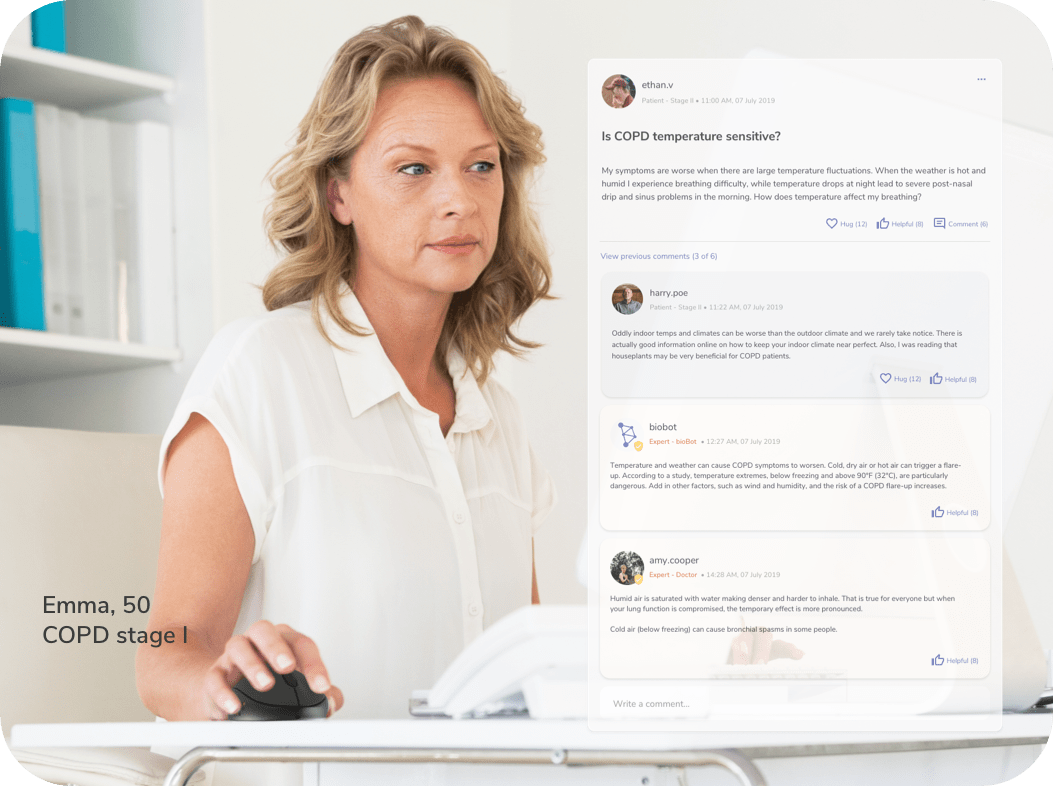 ethan.v
Patient - Stage II • 11:00 AM, 07 July 2019
Is COPD temperature sensitive?
My symptoms are worse when there are large temperature fluctuations. When the weather is hot and
humid I experience breathing difficulty, while temperature drops at night lead to severe post-nasal
drip and sinus problems in the morning. How does temperature affect my breathing?
Hug (12) Helpful (8) Comment (6)
View previous comments (3 of 6)
harry.poe
Patient - Stage II • 11:22 AM, 07 July 2019
Oddly indoor temps and climates can be worse than the outdoor climate and we rarely take notice. There is
actually good information online on how to keep your indoor climate near perfect. Also, I was reading that
houseplants may be very beneficial for COPD patients.
Hug (12) Helpful (8)
biobot
Expert - bioBot • 12:27 AM, 07 July 2019
Temperature and weather can cause COPD symptoms to worsen. Cold, dry air or hot air can trigger a flare-
up. According to a study, temperature extremes, below freezing and above 90°F (32°C), are particularly
dangerous. Add in other factors, such as wind and humidity, and the risk of a COPD flare-up increases.
Helpful (8)
amy.cooper
Expert - Doctor • 14:28 AM, 07 July 2019
Humid air is saturated with water making denser and harder to inhale. That is true for everyone but when
your lung function is compromised, the temporary effect is more pronounced.
Cold air (below freezing) can cause bronchial spasms in some people.
Helpful (8)
Write a comment...
Emma, 50
COPD stage I